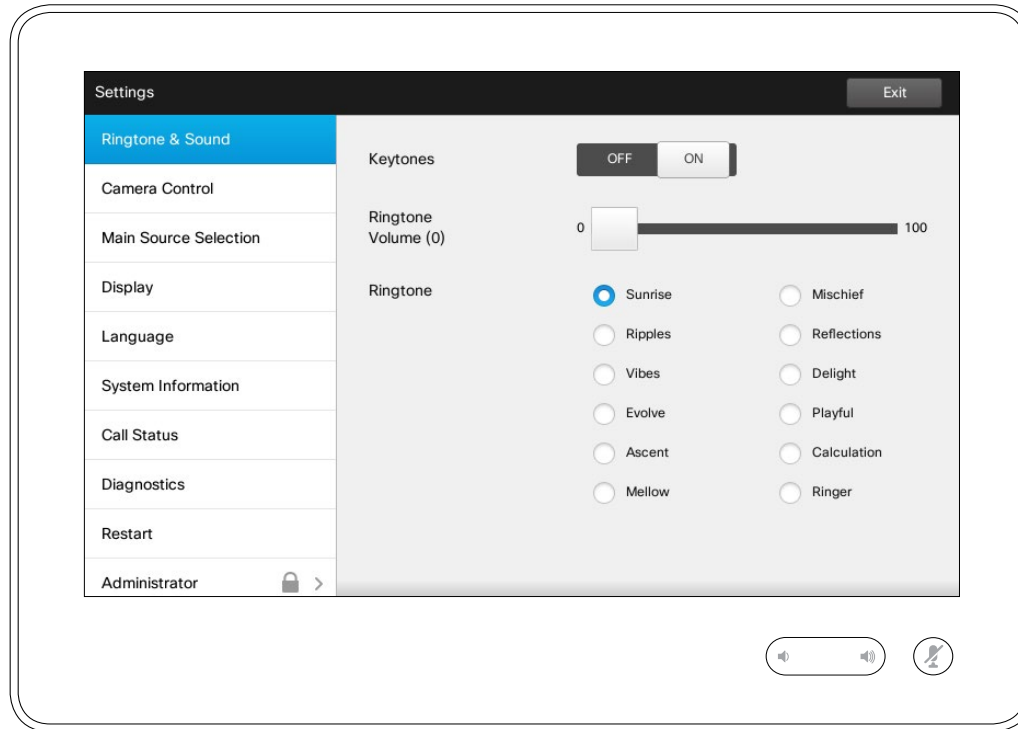 Settings
Exit
Ringtone & Sound
Camera Control
Main Source Selection
Display
Language
System Information
Call Status
Diagnostics
Restart
Administrator
Keytones
OFF
ON
Ringtone
Volume (0)
0
100
Ringtone
Sunrise
Mischief
Ripples
Reflections
Vibes
Delight
Evolve
Playful
Ascent
Calculation
Mellow
Ringer